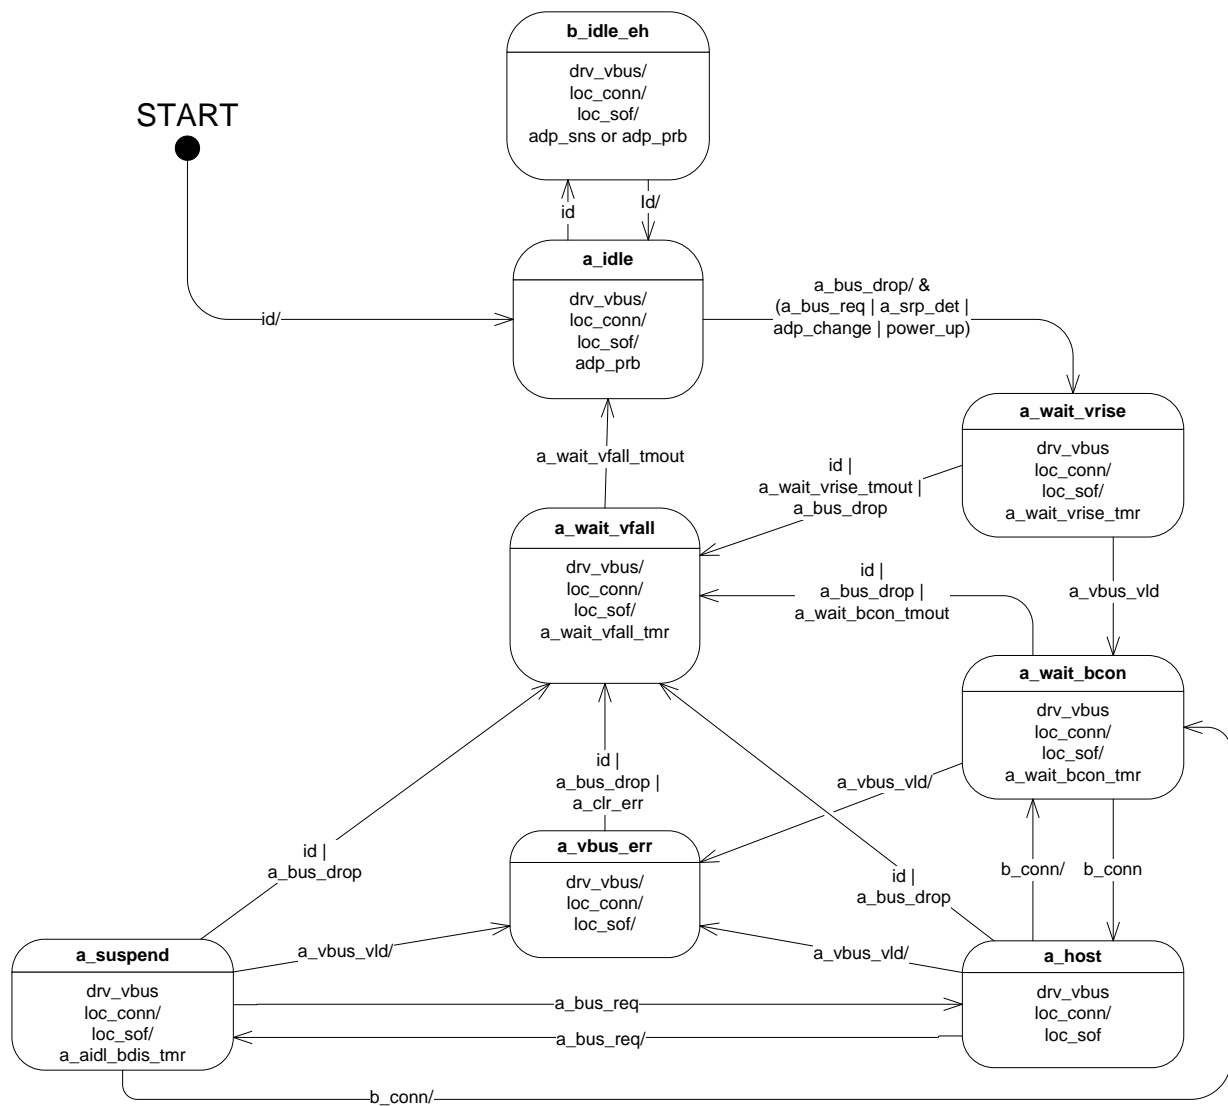 b_idle_eh
drv_vbus/
loc_conn/
loc_sof/
adp_sns or adp_prb
START
id
Id/
a_idle
drv_vbus/
loc_conn/
loc_sof/
adp_prb
id/
a_bus_drop/ &
(a_bus_req | a_srp_det |
adp_change | power_up)
a_wait_vrise
drv_vbus
loc_conn/
loc_sof/
a_wait_vrise_tmr
a_wait_vfall_tmout
id |
a_wait_vrise_tmout |
a_bus_drop
a_wait_vfall
drv_vbus/
loc_conn/
loc_sof/
a_wait_vfall_tmr
id |
a_bus_drop |
a_wait_bcon_tmout
a_vbus_vld
a_wait_bcon
drv_vbus
loc_conn/
loc_sof/
a_wait_bcon_tmr
id |
a_bus_drop |
a_clr_err
a_vbus_vld/
a_vbus_err
drv_vbus/
loc_conn/
loc_sof/
id |
a_bus_drop
id |
a_bus_drop
b_conn/
b_conn
a_suspend
drv_vbus
loc_conn/
loc_sof/
a_aidl_bdis_tmr
a_vbus_vld/
a_vbus_vld/
a_host
drv_vbus
loc_conn/
loc_sof
a_bus_req
a_bus_req/
b_conn/